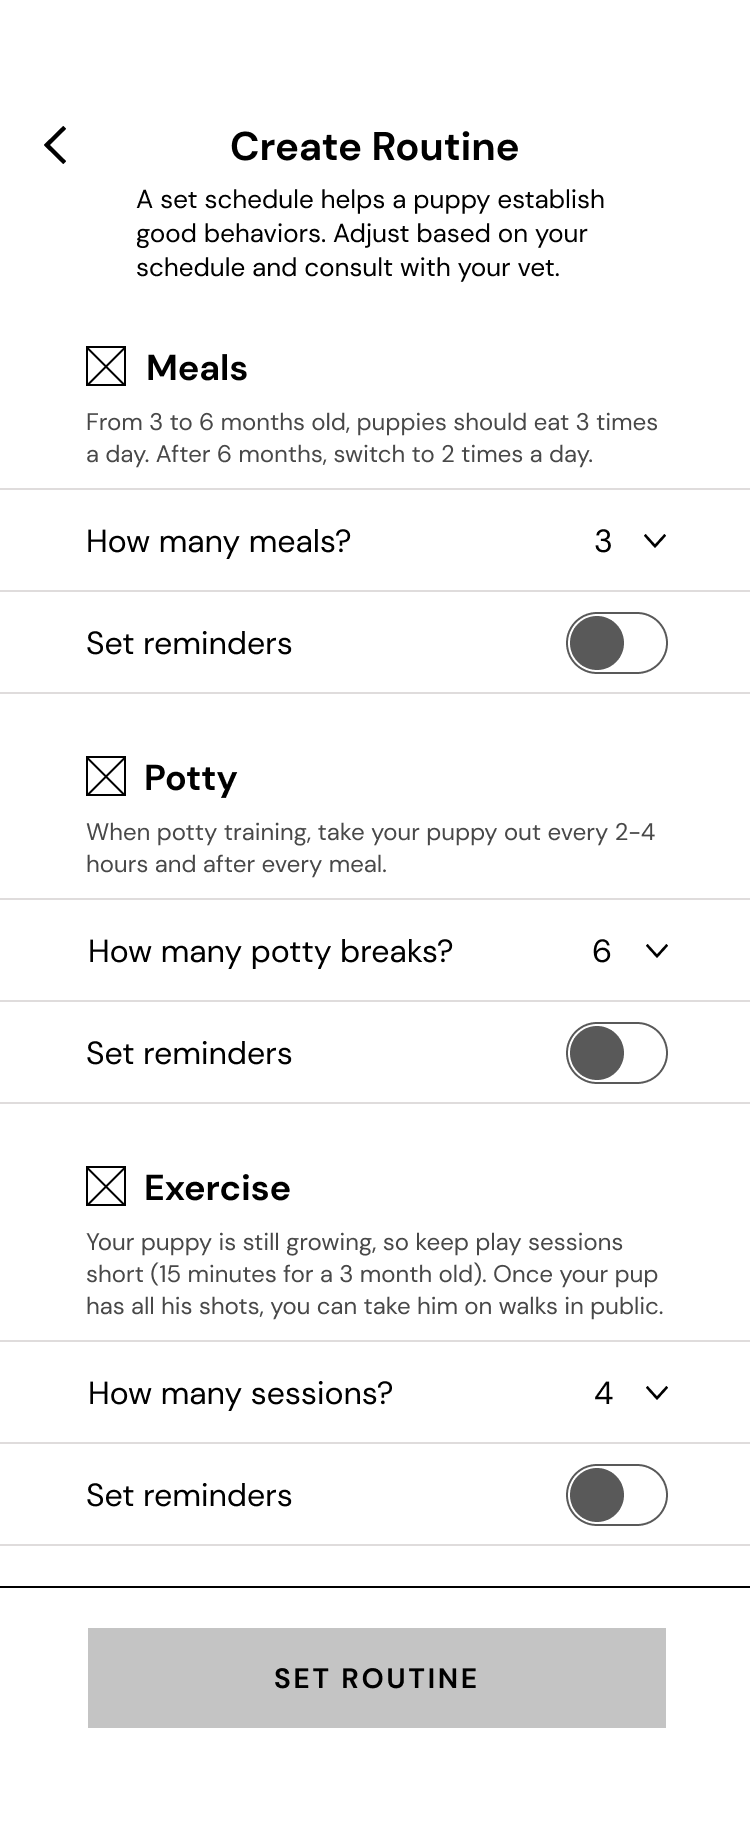 Create Routine
A set schedule helps a puppy establish
good behaviors. Adjust based on your
schedule and consult with your vet.
Meals
From 3 to 6 months old, puppies should eat 3 times
a day. After 6 months, switch to 2 times a day.
How many meals? 3
Set reminders
Potty
When potty training, take your puppy out every 2-4
hours and after every meal.
How many potty breaks? 6
Set reminders
Exercise
Your puppy is still growing, so keep play sessions
short (15 minutes for a 3 month old). Once your pup
has all his shots, you can take him on walks in public.
How many sessions? 4
Set reminders
SET ROUTINE